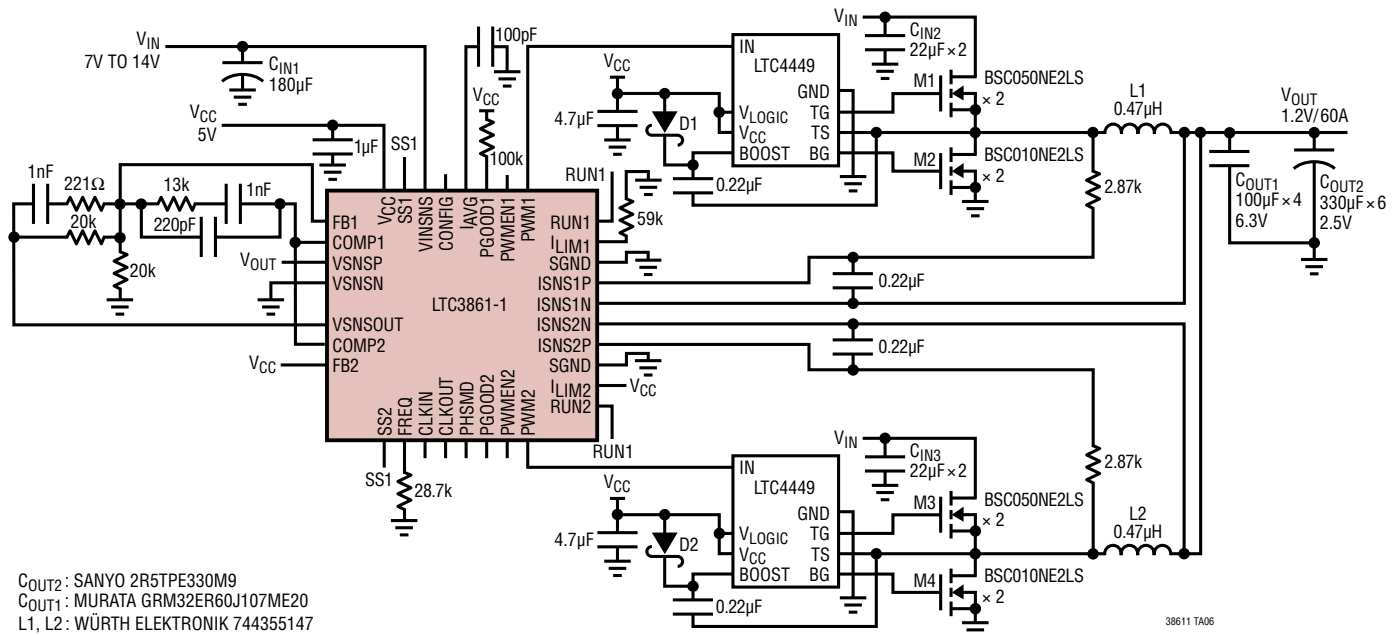 VIN
7V TO 14V
CIN1
180µF
VCC
5V
1µF
SS1
100pF
VCC
100k
VCC
4.7µF
D1
0.22µF
IN
LTC4449
VLOGIC
VCC
BOOST
GND
TG
TS
BG
VIN
CIN2
22µF × 2
M1
BSC050NE2LS
× 2
M2
BSC010NE2LS
× 2
L1
0.47µH
VOUT
1.2V/60A
COUT1
100µF × 4
6.3V
COUT2
330µF × 6
2.5V
2.87k
1nF
221Ω
20k
13k
1nF
220pF
20k
VOUT
VCC
FB1
COMP1
VSNSP
VSNSN
VSNSOUT
COMP2
FB2
VCC
SS1
VINSNS
CONFIG
IAVG
PGOOD1
PWMEN1
PWM1
LTC3861-1
RUN1
ILIM1
SGND
ISNS1P
ISNS1N
ISNS2N
ISNS2P
SGND
ILIM2
RUN2
SS2
FREQ
CLKIN
CLKOUT
PHSMD
PGOOD2
PWMEN2
PWM2
RUN1
59k
0.22µF
0.22µF
VCC
RUN1
SS1
28.7k
VCC
4.7µF
D2
0.22µF
IN
LTC4449
VLOGIC
VCC
BOOST
GND
TG
TS
BG
VIN
CIN3
22µF × 2
M3
BSC050NE2LS
× 2
M4
BSC010NE2LS
× 2
2.87k
L2
0.47µH
COUT2 : SANYO 2R5TPE330M9
COUT1 : MURATA GRM32ER60J107ME20
L1, L2 : WÜRTH ELEKTRONIK 744355147
38611 TA06